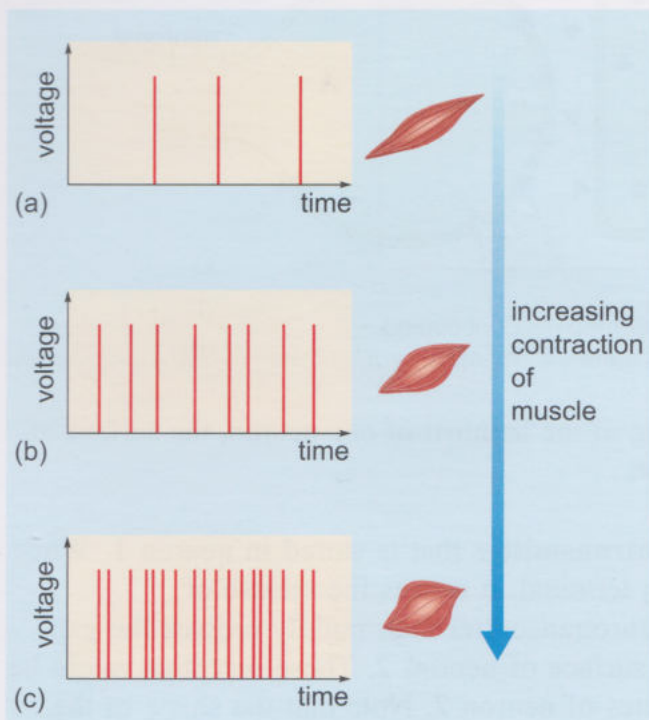 voltage
(a)
time
voltage
(b)
time
increasing
contraction
of
muscle
voltage
(c)
time